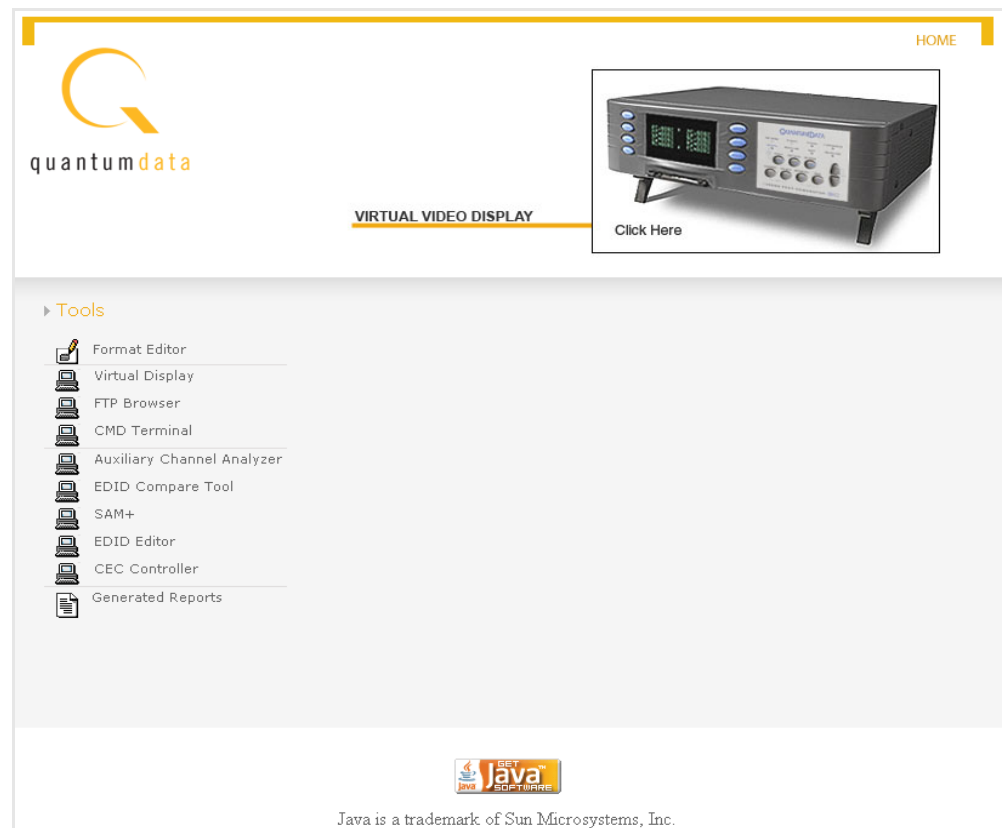 HOME
quantumdata
QUANTUMDATA
VIRTUAL VIDEO DISPLAY
Click Here
Tools
Format Editor
Virtual Display
FTP Browser
CMD Terminal
Auxiliary Channel Analyzer
EDID Compare Tool
SAM+
EDID Editor
CEC Controller
Generated Reports
GET
Java™
SOFTWARE
Java
Java is a trademark of Sun Microsystems, Inc.